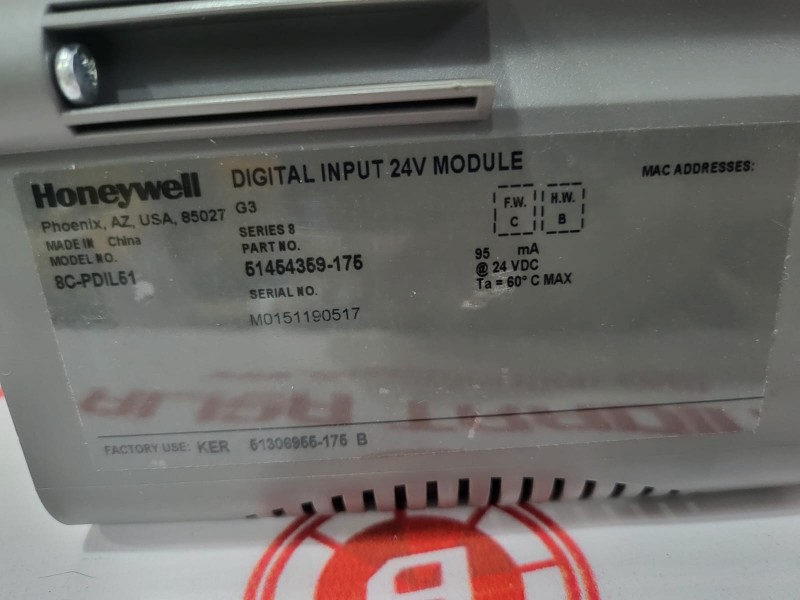 Honeywell
Phoenix, AZ, USA, 85027
MADE IN China
MODEL NO.
8C-PDIL51
DIGITAL INPUT 24V MODULE
G3
SERIES 8
PART NO.
51454359-175
SERIAL NO.
M0151190517
F.W.
C
H.W.
B
95 mA
@ 24 VDC
Ta = 60° C MAX
MAC ADDRESSES:
FACTORY USE: KER 51306955-175 B